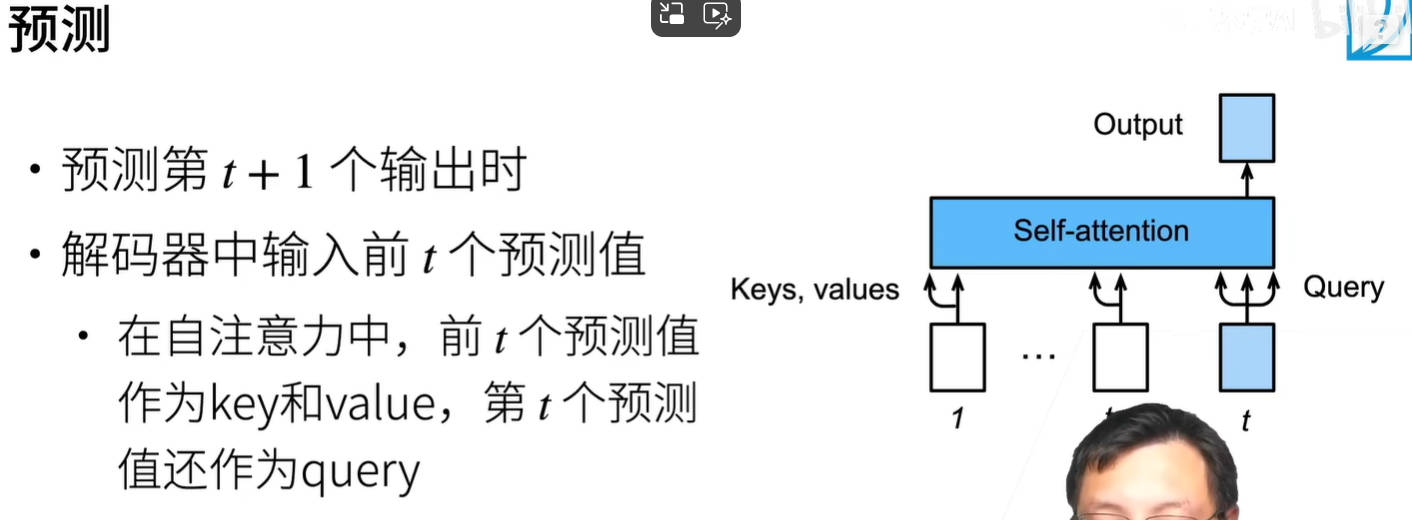 预测
• 预测第 t + 1 个输出时
• 解码器中输入前 t 个预测值
• 在自注意力中，前 t 个预测值
作为key和value，第 t 个预测
值还作为query
Output
Self-attention
Keys, values
Query
...
1
t